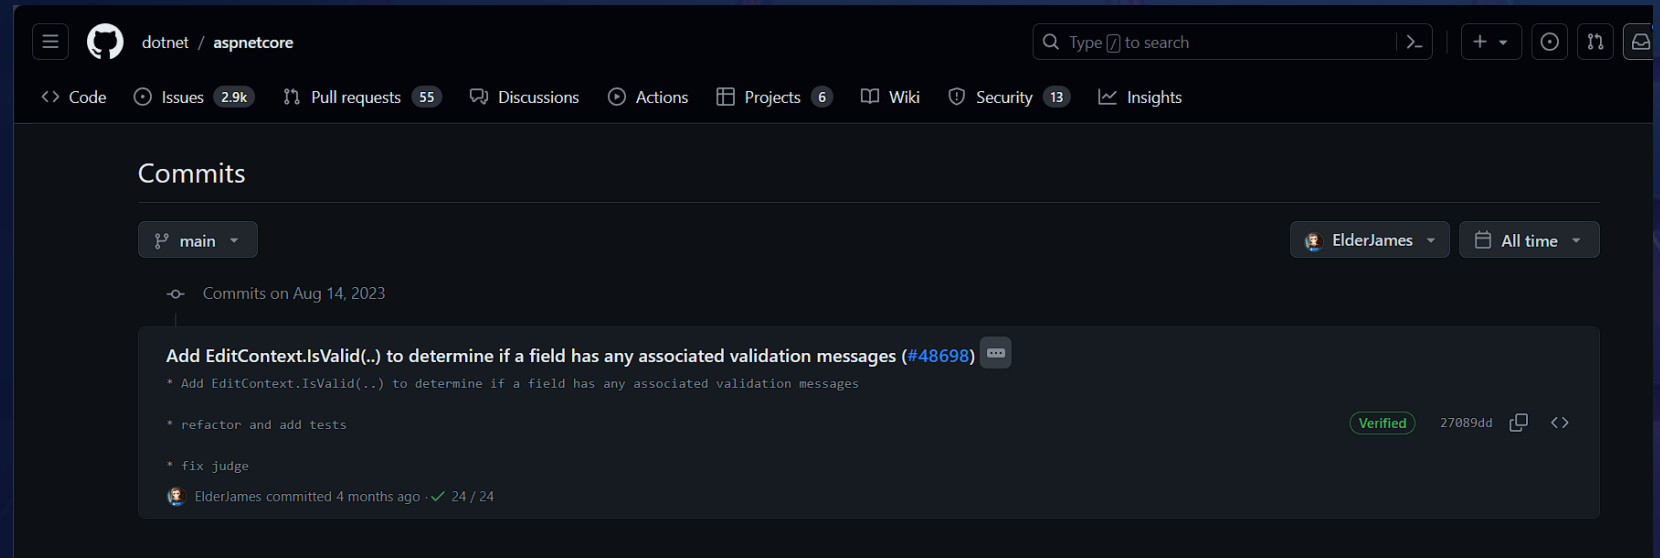 dotnet / aspnetcore
Type / to search
Code Issues 2.9k Pull requests 55 Discussions Actions Projects 6 Wiki Security 13 Insights
Commits
main ElderJames All time
Commits on Aug 14, 2023
Add EditContext.IsValid(..) to determine if a field has any associated validation messages (#48698)
* Add EditContext.IsValid(..) to determine if a field has any associated validation messages
* refactor and add tests
Verified 27089dd
* fix judge
ElderJames committed 4 months ago · 24 / 24